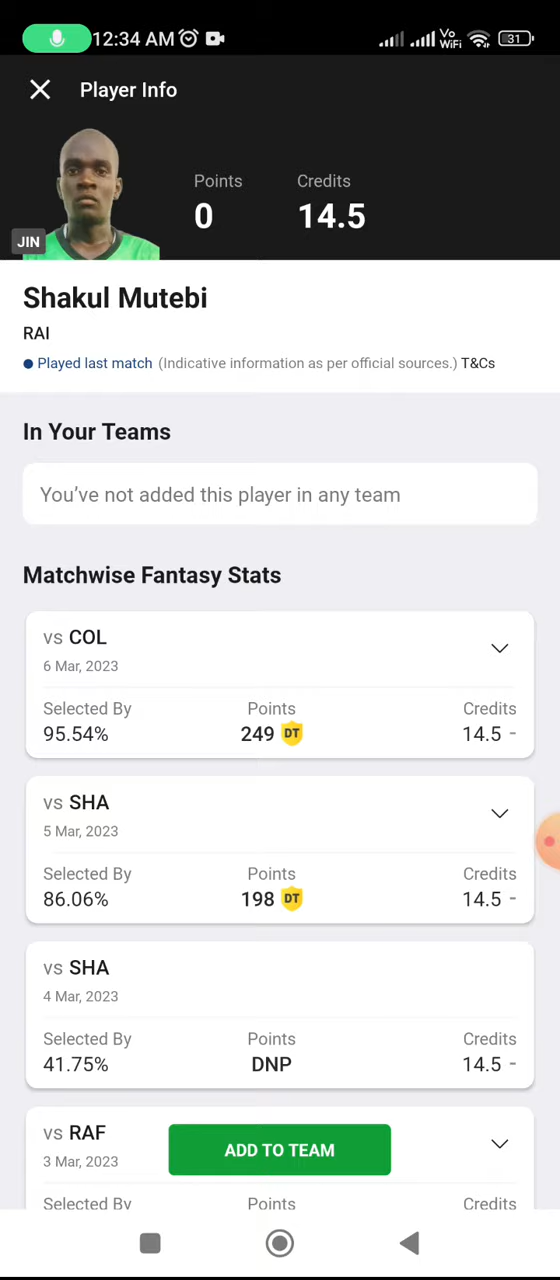 12:34 AM
Vo
WiFi
31
Player Info
Points
Credits
0
14.5
JIN
Shakul Mutebi
RAI
Played last match (Indicative information as per official sources.) T&Cs
In Your Teams
You've not added this player in any team
Matchwise Fantasy Stats
vs COL
6 Mar, 2023
Selected By Points Credits
95.54% 249 DT 14.5 -
vs SHA
5 Mar, 2023
Selected By Points Credits
86.06% 198 DT 14.5 -
vs SHA
4 Mar, 2023
Selected By Points Credits
41.75% DNP 14.5 -
vs RAF
3 Mar, 2023
ADD TO TEAM
Selected By Points Credits